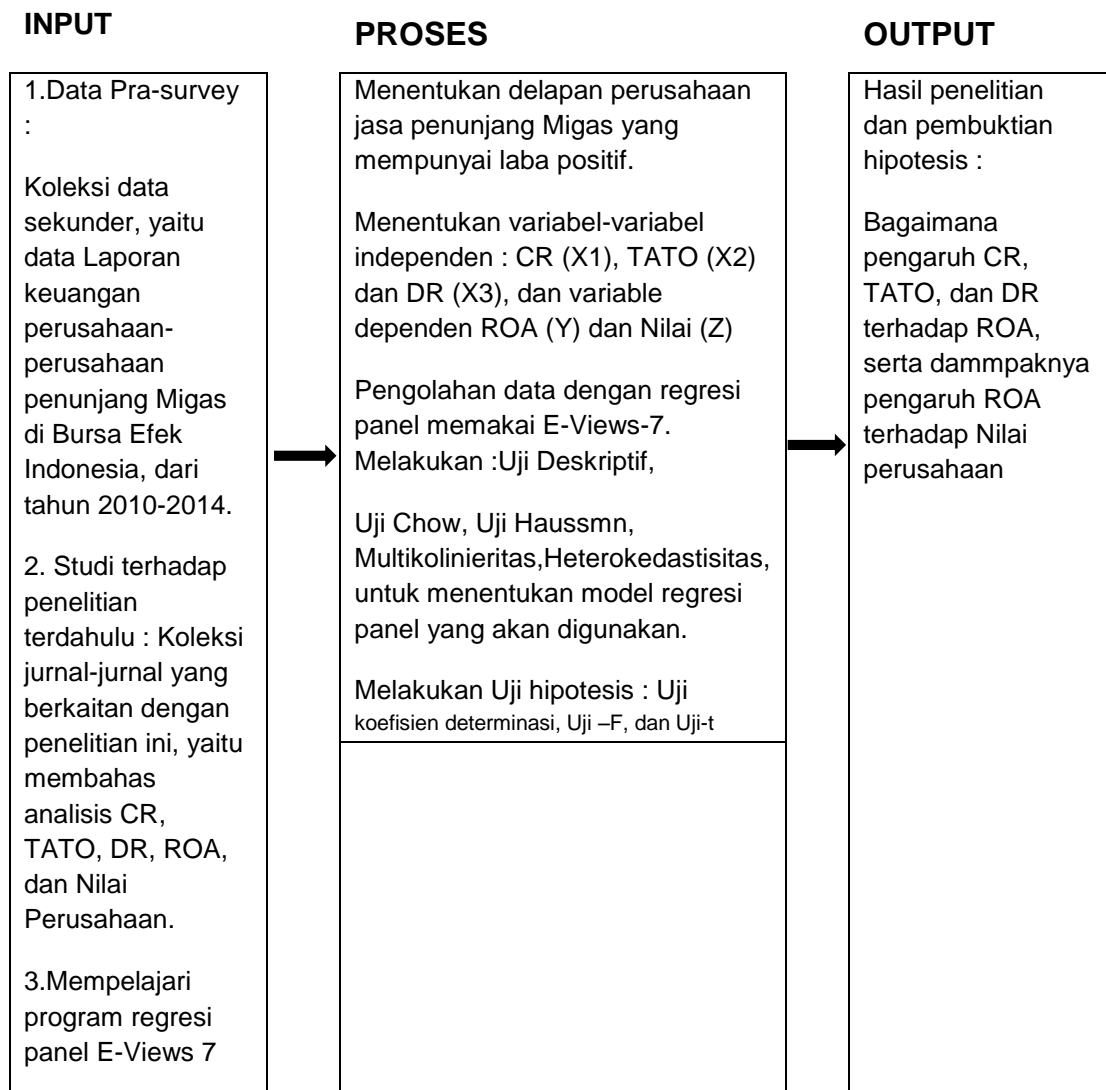 INPUT
1.Data Pra-survey
:
Koleksi data
sekunder, yaitu
data Laporan
keuangan
perusahaan-
perusahaan
penunjang Migas
di Bursa Efek
Indonesia, dari
tahun 2010-2014.
2. Studi terhadap
penelitian
terdahulu : Koleksi
jurnal-jurnal yang
berkaitan dengan
penelitian ini, yaitu
membahas
analisis CR,
TATO, DR, ROA,
dan Nilai
Perusahaan.
3.Mempelajari
program regresi
panel E-Views 7
PROSES
Menentukan delapan perusahaan
jasa penunjang Migas yang
mempunyai laba positif.
Menentukan variabel-variabel
independen : CR (X1), TATO (X2)
dan DR (X3), dan variable
dependen ROA (Y) dan Nilai (Z)
Pengolahan data dengan regresi
panel memakai E-Views-7.
Melakukan :Uji Deskriptif,
Uji Chow, Uji Haussmn,
Multikolinieritas,Heterokedastisitas,
untuk menentukan model regresi
panel yang akan digunakan.
Melakukan Uji hipotesis : Uji
koefisien determinasi, Uji –F, dan Uji-t
OUTPUT
Hasil penelitian
dan pembuktian
hipotesis :
Bagaimana
pengaruh CR,
TATO, dan DR
terhadap ROA,
serta dammpaknya
pengaruh ROA
terhadap Nilai
perusahaan